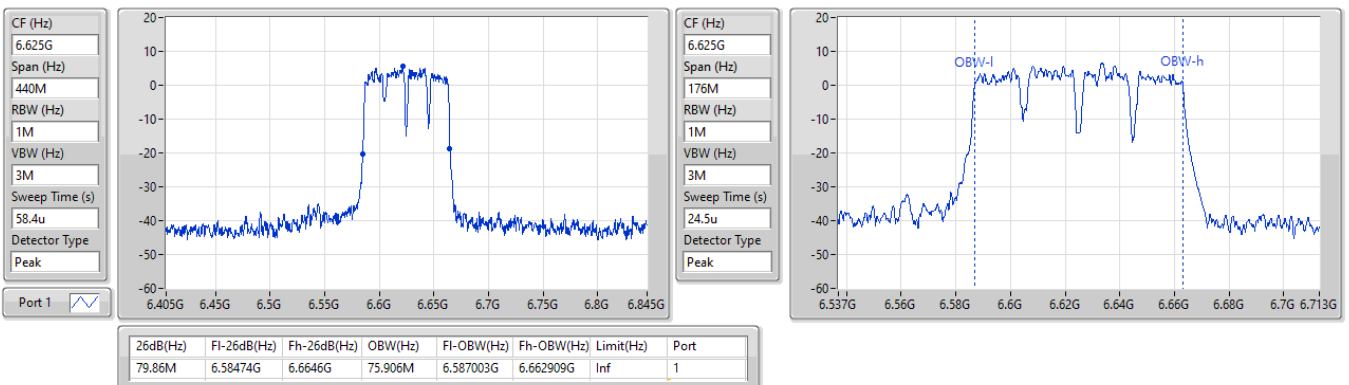 CF (Hz)
6.625G
Span (Hz)
440M
RBW (Hz)
1M
VBW (Hz)
3M
Sweep Time (s)
58.4u
Detector Type
Peak
Port 1
20
10
0
-10
-20
-30
-40
-50
-60
6.405G 6.45G 6.5G 6.55G 6.6G 6.65G 6.7G 6.75G 6.8G 6.845G
CF (Hz)
6.625G
Span (Hz)
176M
RBW (Hz)
1M
VBW (Hz)
3M
Sweep Time (s)
24.5u
Detector Type
Peak
20
10
0
-10
-20
-30
-40
-50
-60
OBW-l OBW-h
6.537G 6.56G 6.58G 6.6G 6.62G 6.64G 6.66G 6.68G 6.7G 6.713G
26dB(Hz) Fl-26dB(Hz) Fh-26dB(Hz) OBW(Hz) Fl-OBW(Hz) Fh-OBW(Hz) Limit(Hz) Port
79.86M 6.58474G 6.6646G 75.906M 6.587003G 6.662909G Inf 1